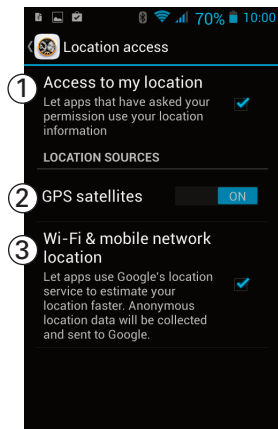 70% 10:00
Location access
1 Access to my location
Let apps that have asked your
permission use your location
information
LOCATION SOURCES
2 GPS satellites ON
3 Wi-Fi & mobile network
location
Let apps use Google's location
service to estimate your
location faster. Anonymous
location data will be collected
and sent to Google.